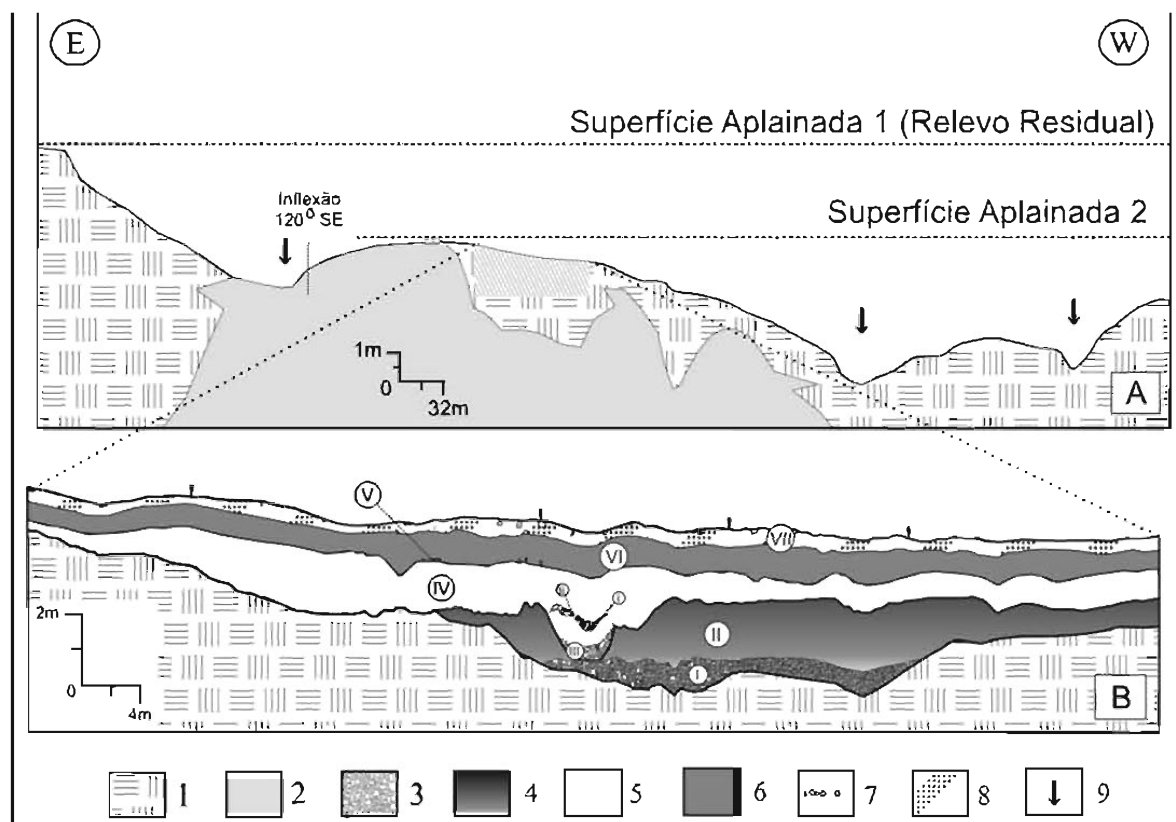 E
W
Superfície Aplainada 1 (Relevo Residual)
Inflexão
120° SE
Superfície Aplainada 2
1m
0
32m
A
V
VII
VI
IV
II
III
I
2m
0
4m
B
1 2 3 4 5 6 7 8 9